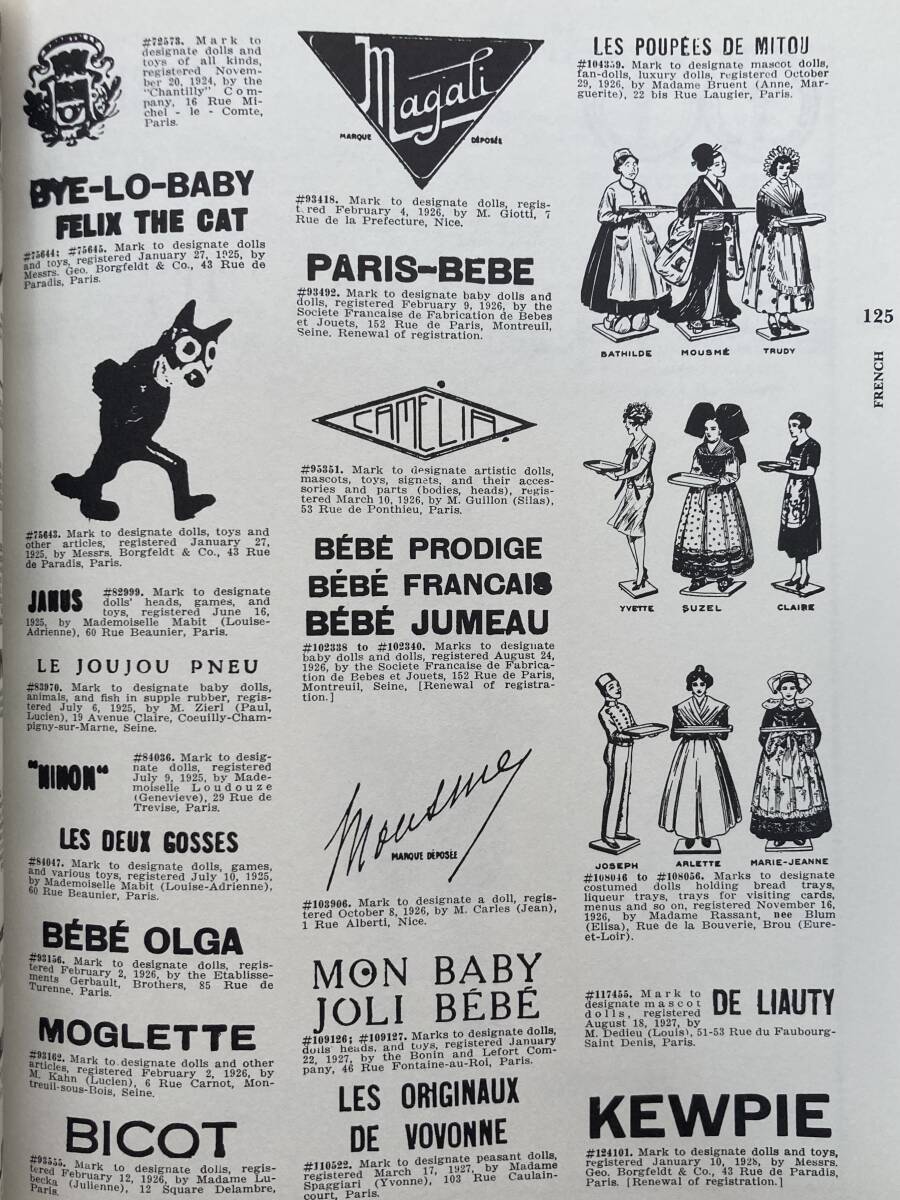 #72573. Mark to
designate dolls and
toys of all kinds,
registered Novem-
ber 20, 1924, by the
"Chantilly" Com-
pany, 16 Rue Mi-
chel - le - Comte,
Paris.
BYE-LO-BABY
FELIX THE CAT
#75644; #75645. Mark to designate dolls
and toys, registered January 27, 1925, by
Messrs. Geo. Borgfeldt & Co., 43 Rue de
Paradis, Paris.
#75643. Mark to designate dolls, toys and
other articles, registered January 27,
1925, by Messrs. Borgfeldt & Co., 43 Rue
de Paradis, Paris.
JANUS
#82999. Mark to designate
dolls' heads, games, and
toys, registered June 16,
1925, by Mademoiselle Mabit (Louise-
Adrienne), 60 Rue Beaunier, Paris.
LE JOUJOU PNEU
#83970. Mark to designate baby dolls,
animals, and fish in supple rubber, regis-
tered July 6, 1925, by M. Zierl (Paul,
Lucien), 19 Avenue Claire, Coeuilly-Cham-
pigny-sur-Marne, Seine.
"NINON"
#84036. Mark to desig-
nate dolls, registered
July 9, 1925, by Made-
moiselle Loudouze
(Genevieve), 29 Rue de
Trevise, Paris.
LES DEUX GOSSES
#84047. Mark to designate dolls, games,
and various toys, registered July 10, 1925,
by Mademoiselle Mabit (Louise-Adrienne),
60 Rue Beaunier, Paris.
BÉBÉ OLGA
#93156. Mark to designate dolls, regis-
tered February 2, 1926, by the Etablisse-
ments Gerbault, Brothers, 85 Rue de
Turenne, Paris.
MOGLETTE
#93162. Mark to designate dolls and other
articles, registered February 2, 1926, by
M. Kahn (Lucien), 6 Rue Carnot, Mon-
treuil-sous-Bois, Seine.
BICOT
#93555. Mark to designate dolls, regis-
tered February 12, 1926, by Madame Lu-
becka (Julienne), 12 Square Delambre,
Paris.
Magali
MARQUE DÉPOSÉE
#93418. Mark to designate dolls, regis-
tered February 4, 1926, by M. Giotti, 7
Rue de la Prefecture, Nice.
PARIS-BEBE
#93492. Mark to designate baby dolls and
dolls, registered February 9, 1926, by the
Societe Francaise de Fabrication de Bebes
et Jouets, 152 Rue de Paris, Montreuil,
Seine. Renewal of registration.
CAMELIA
#95351. Mark to designate artistic dolls,
mascots, toys, signets, and their acces-
sories and parts (bodies, heads), regis-
tered March 10, 1926, by M. Guillon (Silas),
53 Rue de Ponthieu, Paris.
BÉBÉ PRODIGE
BÉBÉ FRANCAIS
BÉBÉ JUMEAU
#102338 to #102340. Marks to designate
baby dolls and dolls, registered August 24,
1926, by the Societe Francaise de Fabrica-
tion de Bebes et Jouets, 152 Rue de Paris,
Montreuil, Seine, [Renewal of registra-
tion.]
Mousme
MARQUE DÉPOSÉE
#103906. Mark to designate a doll, regis-
tered October 8, 1926, by M. Carles (Jean),
1 Rue Alberti, Nice.
MON BABY
JOLI BÉBÉ
#109126; #109127. Marks to designate dolls,
dolls' heads, and toys, registered January
22, 1927, by the Bonin and Lefort Com-
pany, 46 Rue Fontaine-au-Roi, Paris.
LES ORIGINAUX
DE VOVONNE
#110522. Mark to designate peasant dolls,
registered March 17, 1927, by Madame
Spaggiari (Yvonne), 103 Rue Caulain-
court, Paris.
LES POUPÉES DE MITOU
#104359. Mark to designate mascot dolls,
fan-dolls, luxury dolls, registered October
29, 1926, by Madame Bruent (Anne, Mar-
guerite), 22 bis Rue Laugier, Paris.
BATHILDE MOUSMÉ TRUDY
YVETTE SUZEL CLAIRE
JOSEPH ARLETTE MARIE-JEANNE
#108046 to #108056. Marks to designate
costumed dolls holding bread trays,
liqueur trays, trays for visiting cards,
menus and so on, registered November 16,
1926, by Madame Rassant, nee Blum
(Elisa), Rue de la Bouverie, Brou (Eure-
et-Loir).
#117455. Mark to
designate mascot
dolls, registered
August 18, 1927, by
DE LIAUTY
M. Dedieu (Louis), 51-53 Rue du Faubourg-
Saint Denis, Paris.
KEWPIE
#124101. Mark to designate dolls and toys,
registered January 10, 1928, by Messrs.
Geo. Borgfeldt & Co., 43 Rue de Paradis,
Paris. [Renewal of registration.]
125
FRENCH